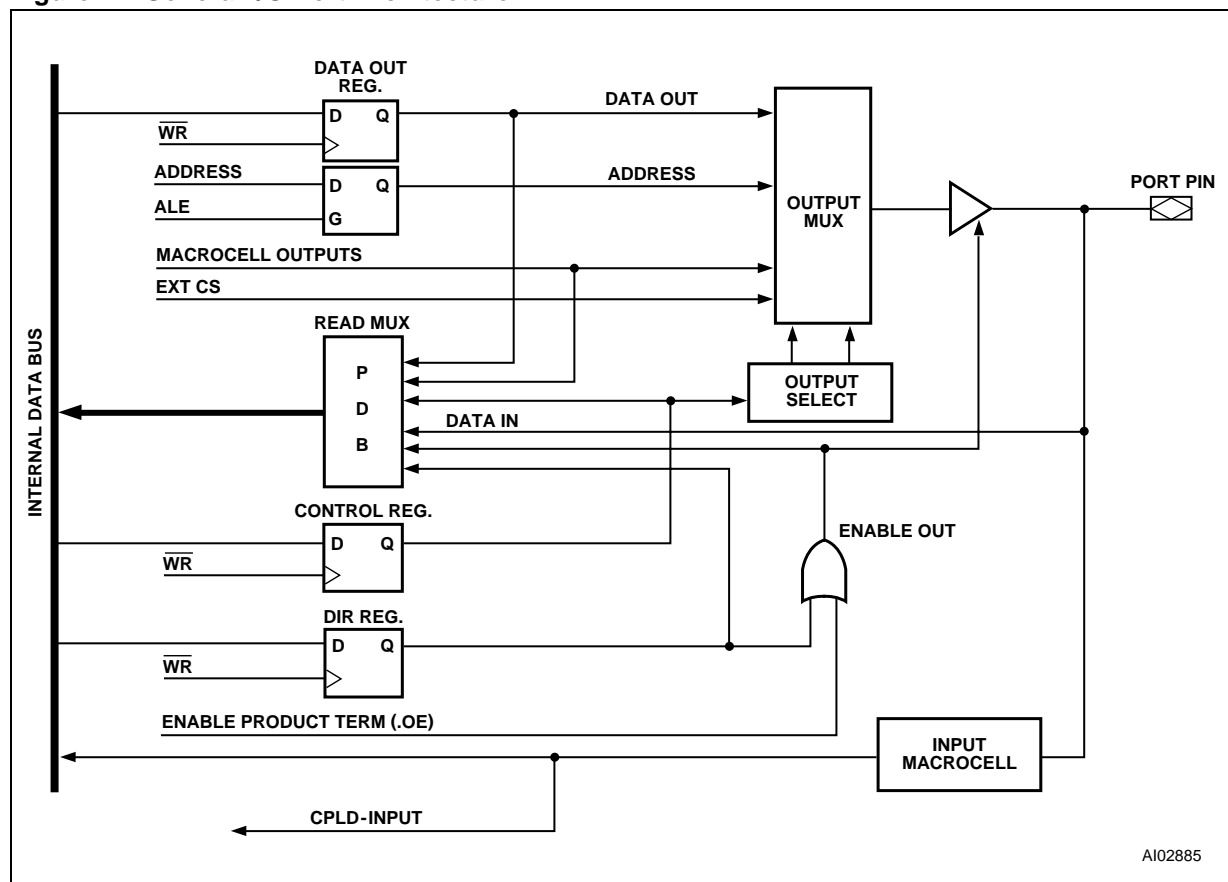 DATA OUT
REG.
DATA OUT
D Q
WR
ADDRESS
D Q
ADDRESS
ALE
G
OUTPUT
MUX
PORT PIN
MACROCELL OUTPUTS
EXT CS
READ MUX
P
D
B
OUTPUT
SELECT
DATA IN
INTERNAL DATA BUS
CONTROL REG.
D Q
WR
ENABLE OUT
DIR REG.
D Q
WR
ENABLE PRODUCT TERM (.OE)
INPUT
MACROCELL
CPLD-INPUT
AI02885